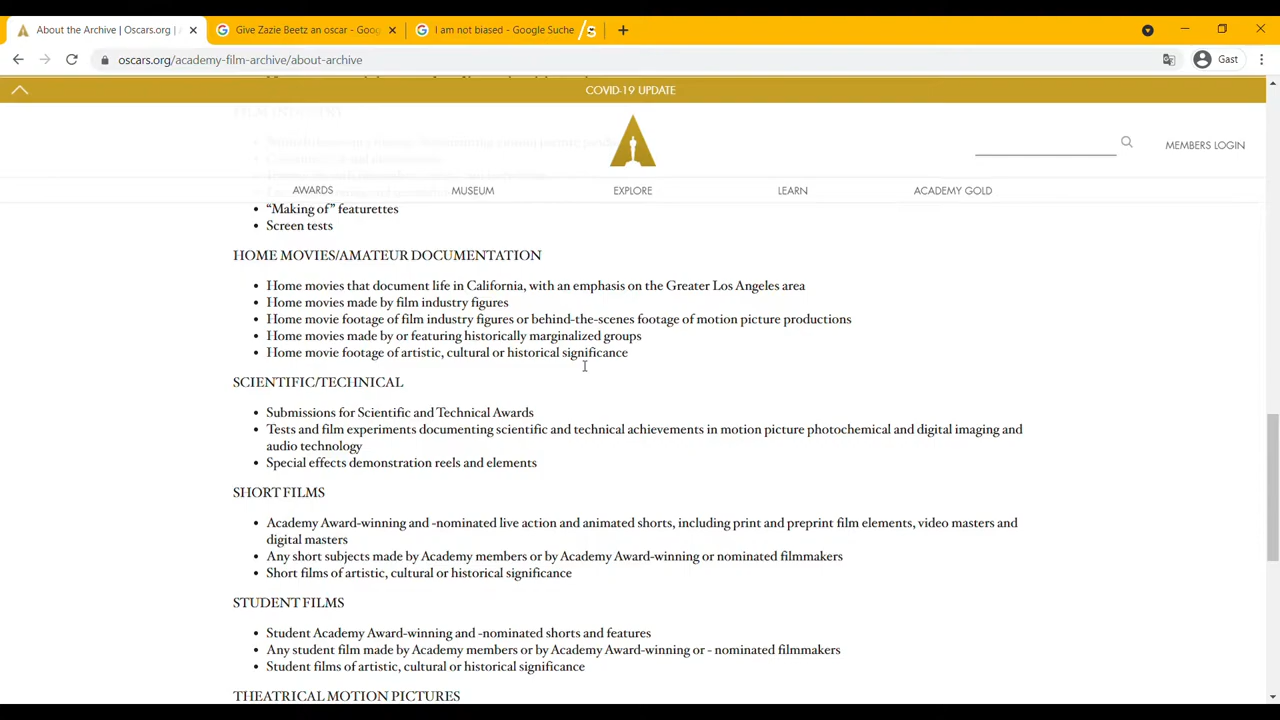 About the Archive | Oscars.org |
Give Zazie Beetz an oscar - Goog
I am not biased - Google Suche
oscars.org/academy-film-archive/about-archive
Gast
COVID-19 UPDATE
MEMBERS LOGIN
AWARDS
MUSEUM
EXPLORE
LEARN
ACADEMY GOLD
• “Making of” featurettes
• Screen tests
HOME MOVIES/AMATEUR DOCUMENTATION
• Home movies that document life in California, with an emphasis on the Greater Los Angeles area
• Home movies made by film industry figures
• Home movie footage of film industry figures or behind-the-scenes footage of motion picture productions
• Home movies made by or featuring historically marginalized groups
• Home movie footage of artistic, cultural or historical significance
SCIENTIFIC/TECHNICAL
• Submissions for Scientific and Technical Awards
• Tests and film experiments documenting scientific and technical achievements in motion picture photochemical and digital imaging and
audio technology
• Special effects demonstration reels and elements
SHORT FILMS
• Academy Award-winning and -nominated live action and animated shorts, including print and preprint film elements, video masters and
digital masters
• Any short subjects made by Academy members or by Academy Award-winning or nominated filmmakers
• Short films of artistic, cultural or historical significance
STUDENT FILMS
• Student Academy Award-winning and -nominated shorts and features
• Any student film made by Academy members or by Academy Award-winning or - nominated filmmakers
• Student films of artistic, cultural or historical significance
THEATRICAL MOTION PICTURES